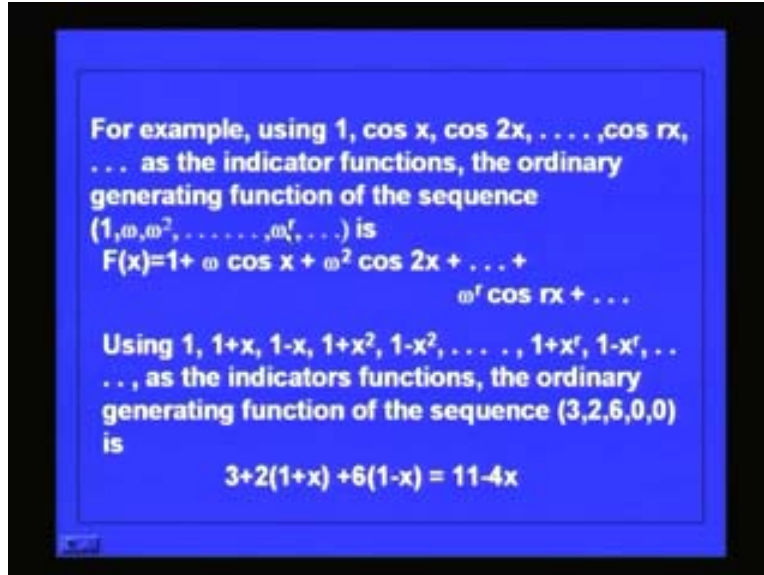 For example, using 1, cos x, cos 2x, . . . . ,cos rx,
. . . as the indicator functions, the ordinary
generating function of the sequence
(1,ω,ω², . . . . . . ,ωʳ, . . .) is
F(x)=1+ ω cos x + ω² cos 2x + . . . +
ωʳ cos rx + . . .
Using 1, 1+x, 1-x, 1+x², 1-x², . . . . , 1+xʳ, 1-xʳ, . .
. . , as the indicators functions, the ordinary
generating function of the sequence (3,2,6,0,0)
is
3+2(1+x) +6(1-x) = 11-4x